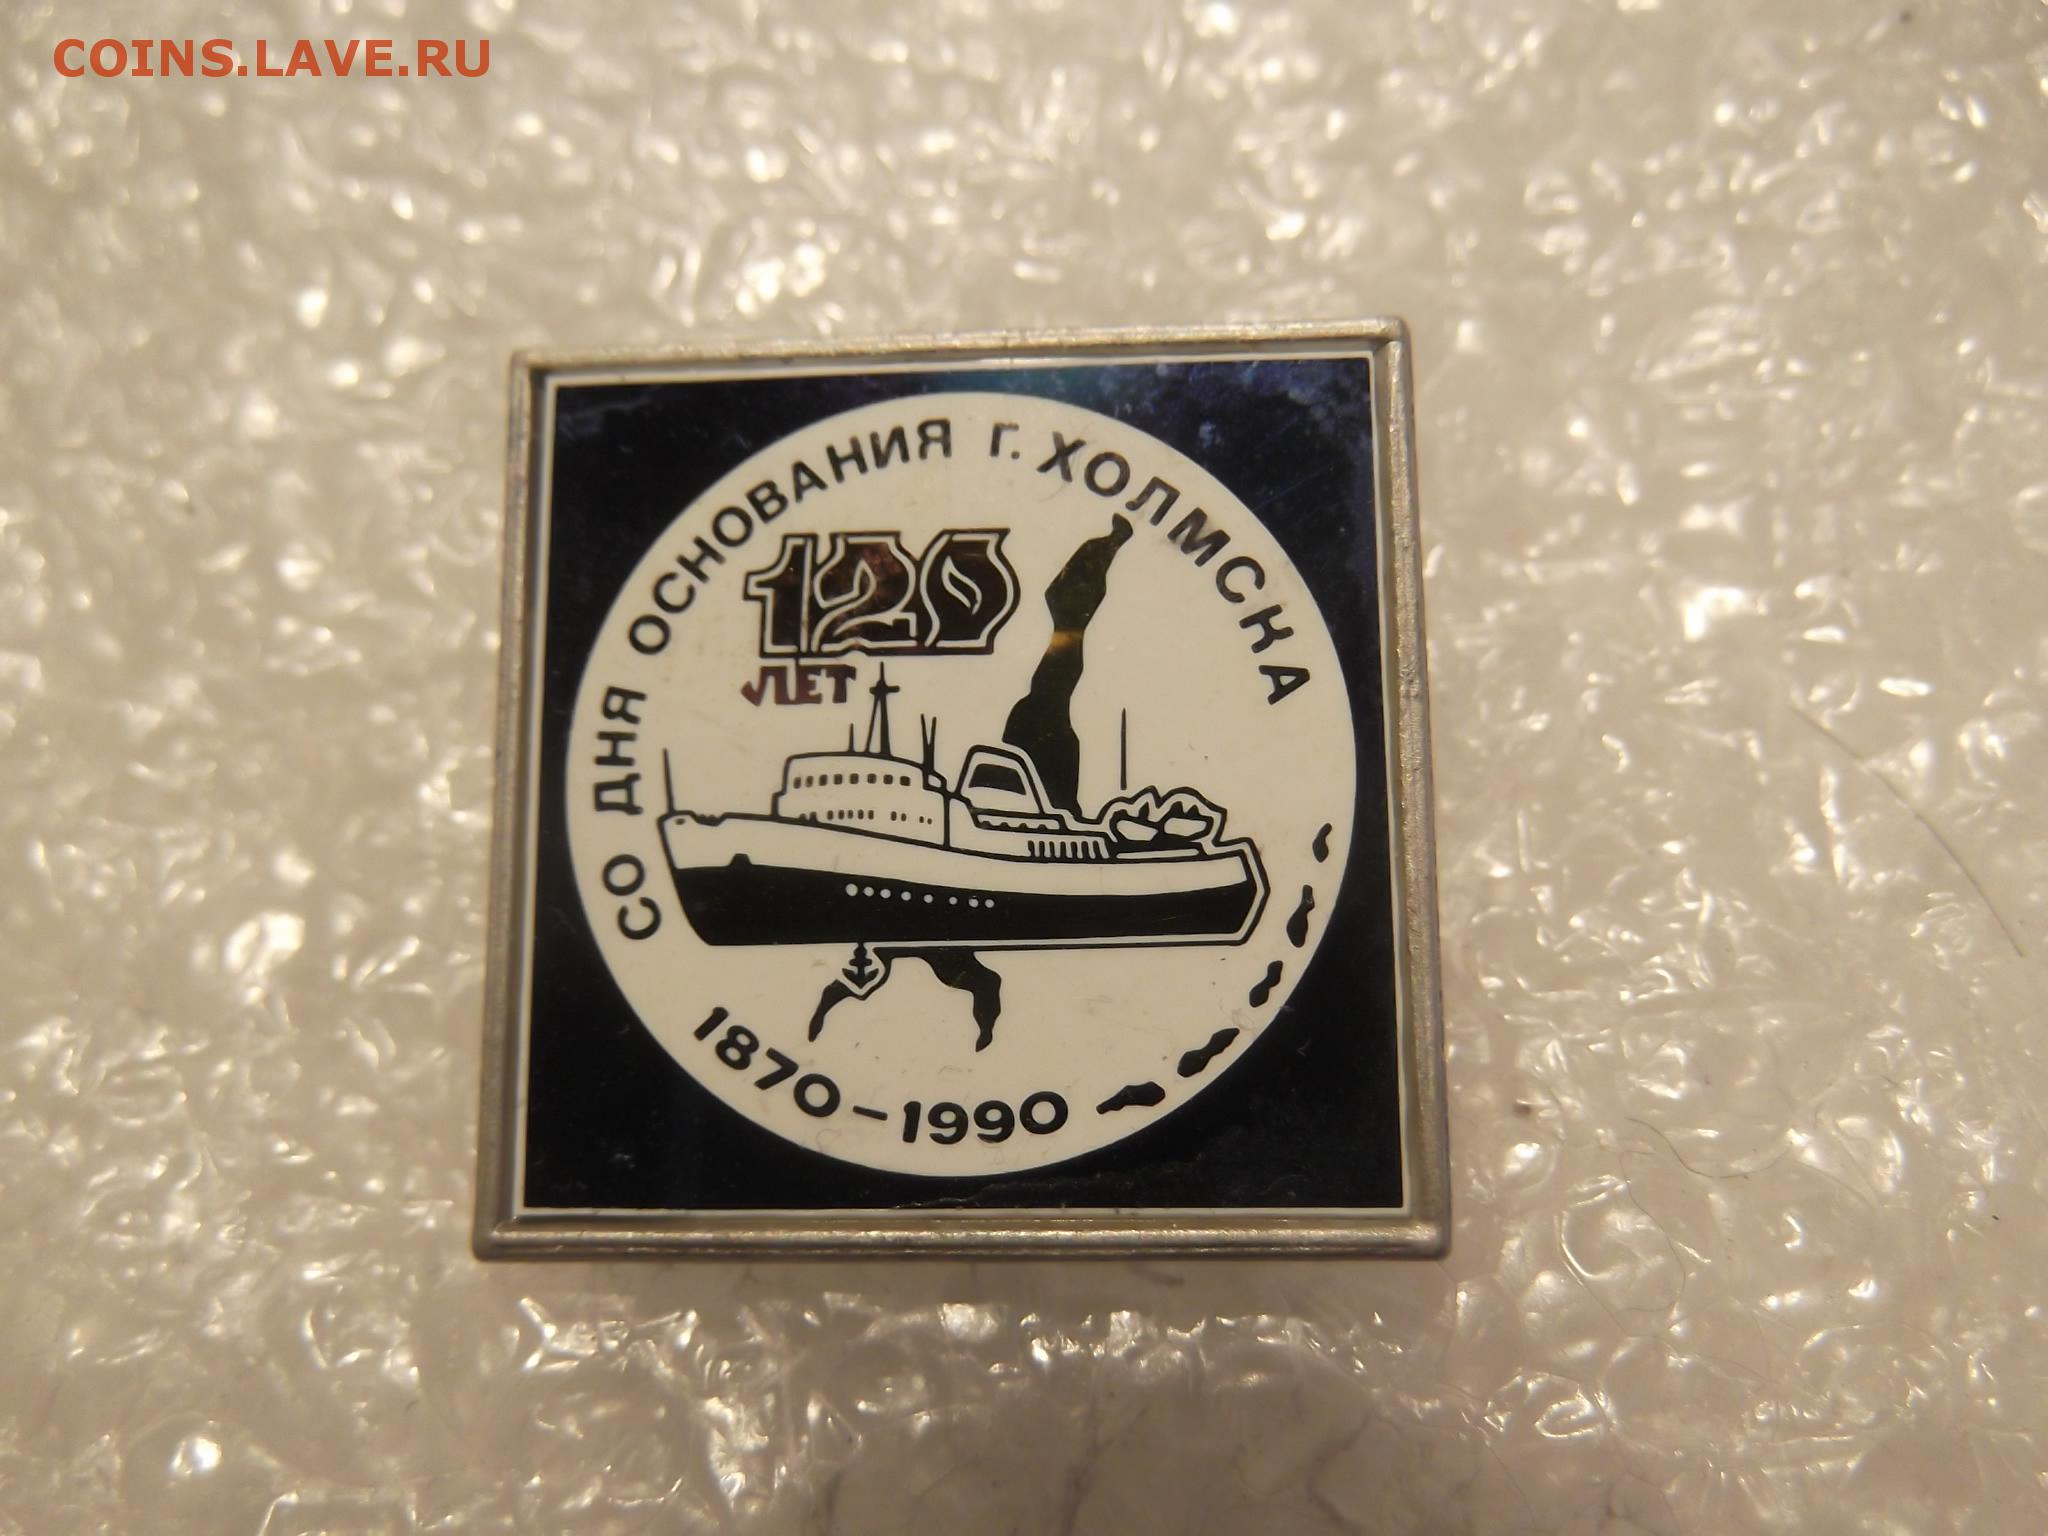 COINS.LAVE.RU
СО ДНЯ ОСНОВАНИЯ г. ХОЛМСКА
120
ЛЕТ
1870-1990